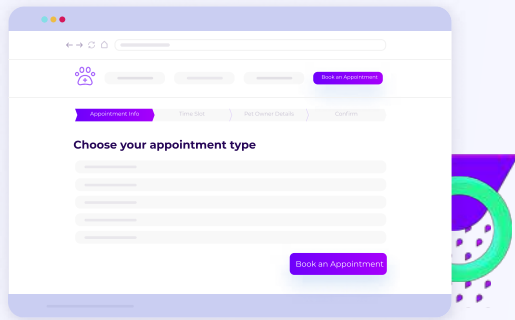 Book an Appointment
Appointment Info
Time Slot
Pet Owner Details
Confirm
Choose your appointment type
Book an Appointment